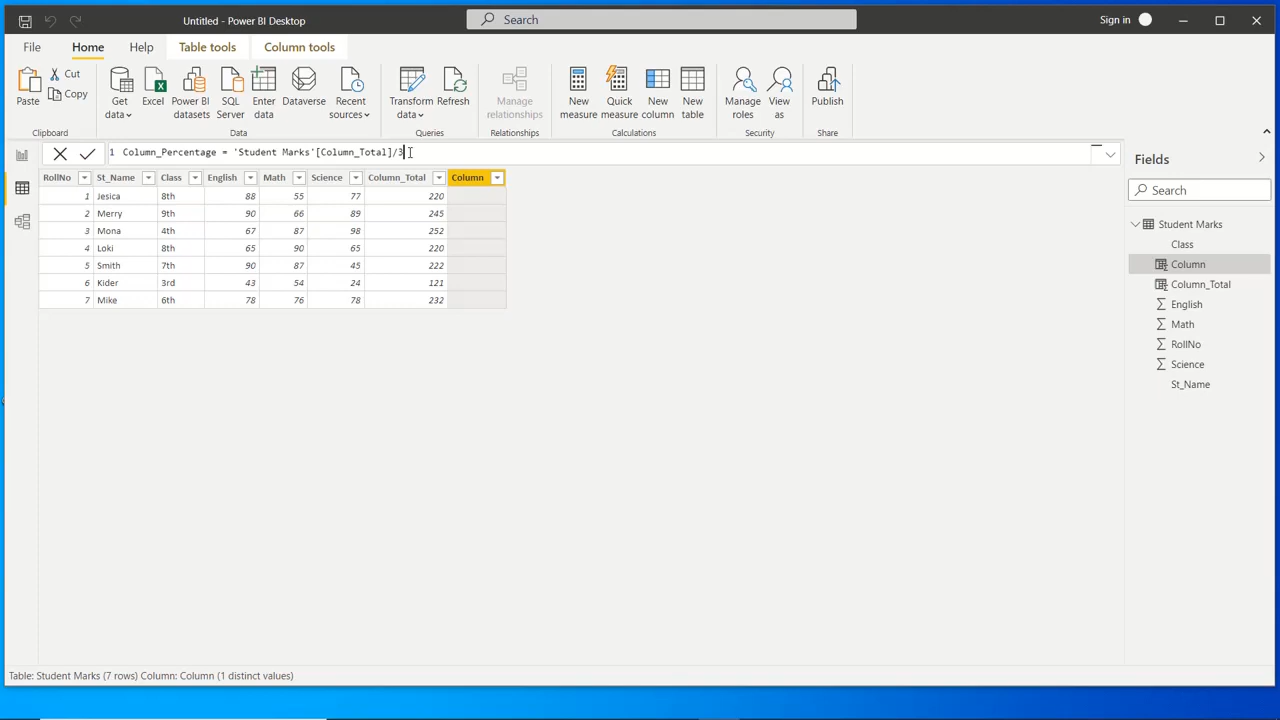 Untitled - Power BI Desktop
Search
Sign in
File Home Help Table tools Column tools
Paste
Cut
Copy
Clipboard
Get data
Excel
Power BI datasets
SQL Server
Enter data
Dataverse
Recent sources
Data
Transform data
Refresh
Queries
Manage relationships
Relationships
New measure
Quick measure
New column
New table
Calculations
Manage roles
View as
Security
Publish
Share
1 Column_Percentage = 'Student Marks'[Column_Total]/3
RollNo St_Name Class English Math Science Column_Total Column
1 Jesica 8th 88 55 77 220
2 Merry 9th 90 66 89 245
3 Mona 4th 67 87 98 252
4 Loki 8th 65 90 65 220
5 Smith 7th 90 87 45 222
6 Kider 3rd 43 54 24 121
7 Mike 6th 78 76 78 232
Fields
Search
Student Marks
Class
Column
Column_Total
English
Math
RollNo
Science
St_Name
Table: Student Marks (7 rows) Column: Column (1 distinct values)